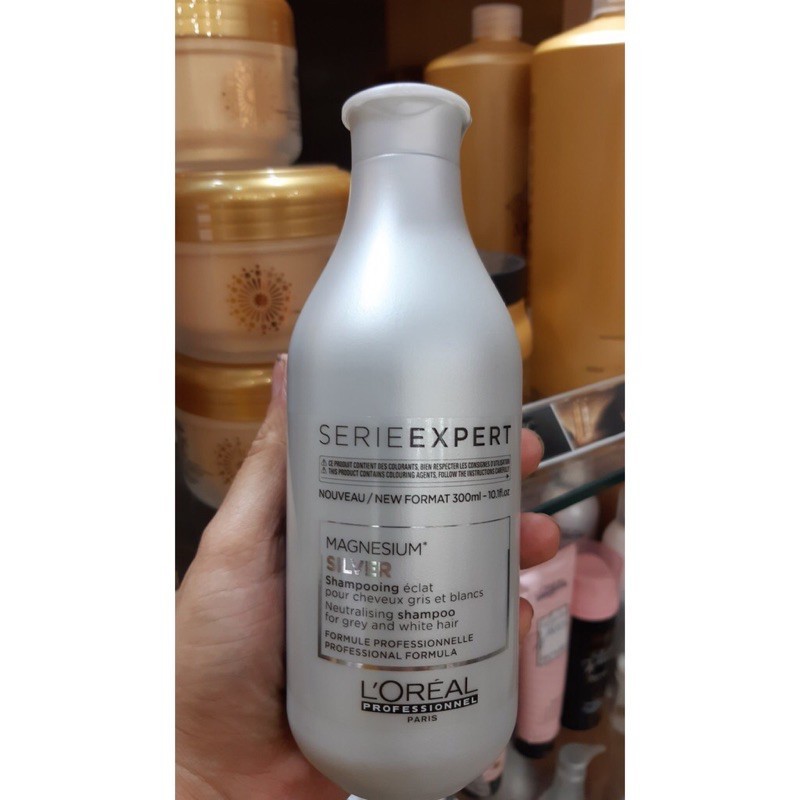 SERIEEXPERT
CE PRODUIT CONTIENT DES COLORANTS, BIEN RESPECTER LES CONSIGNES D'UTILISATION
THIS PRODUCT CONTAINS COLOURING AGENTS, FOLLOW THE INSTRUCTIONS CAREFULLY
NOUVEAU / NEW FORMAT 300ml - 10.1fl.oz
MAGNESIUM*
SILVER
Shampooing éclat
pour cheveux gris et blancs
Neutralising shampoo
for grey and white hair
FORMULE PROFESSIONNELLE
PROFESSIONAL FORMULA
L'ORÉAL
PROFESSIONNEL
PARIS